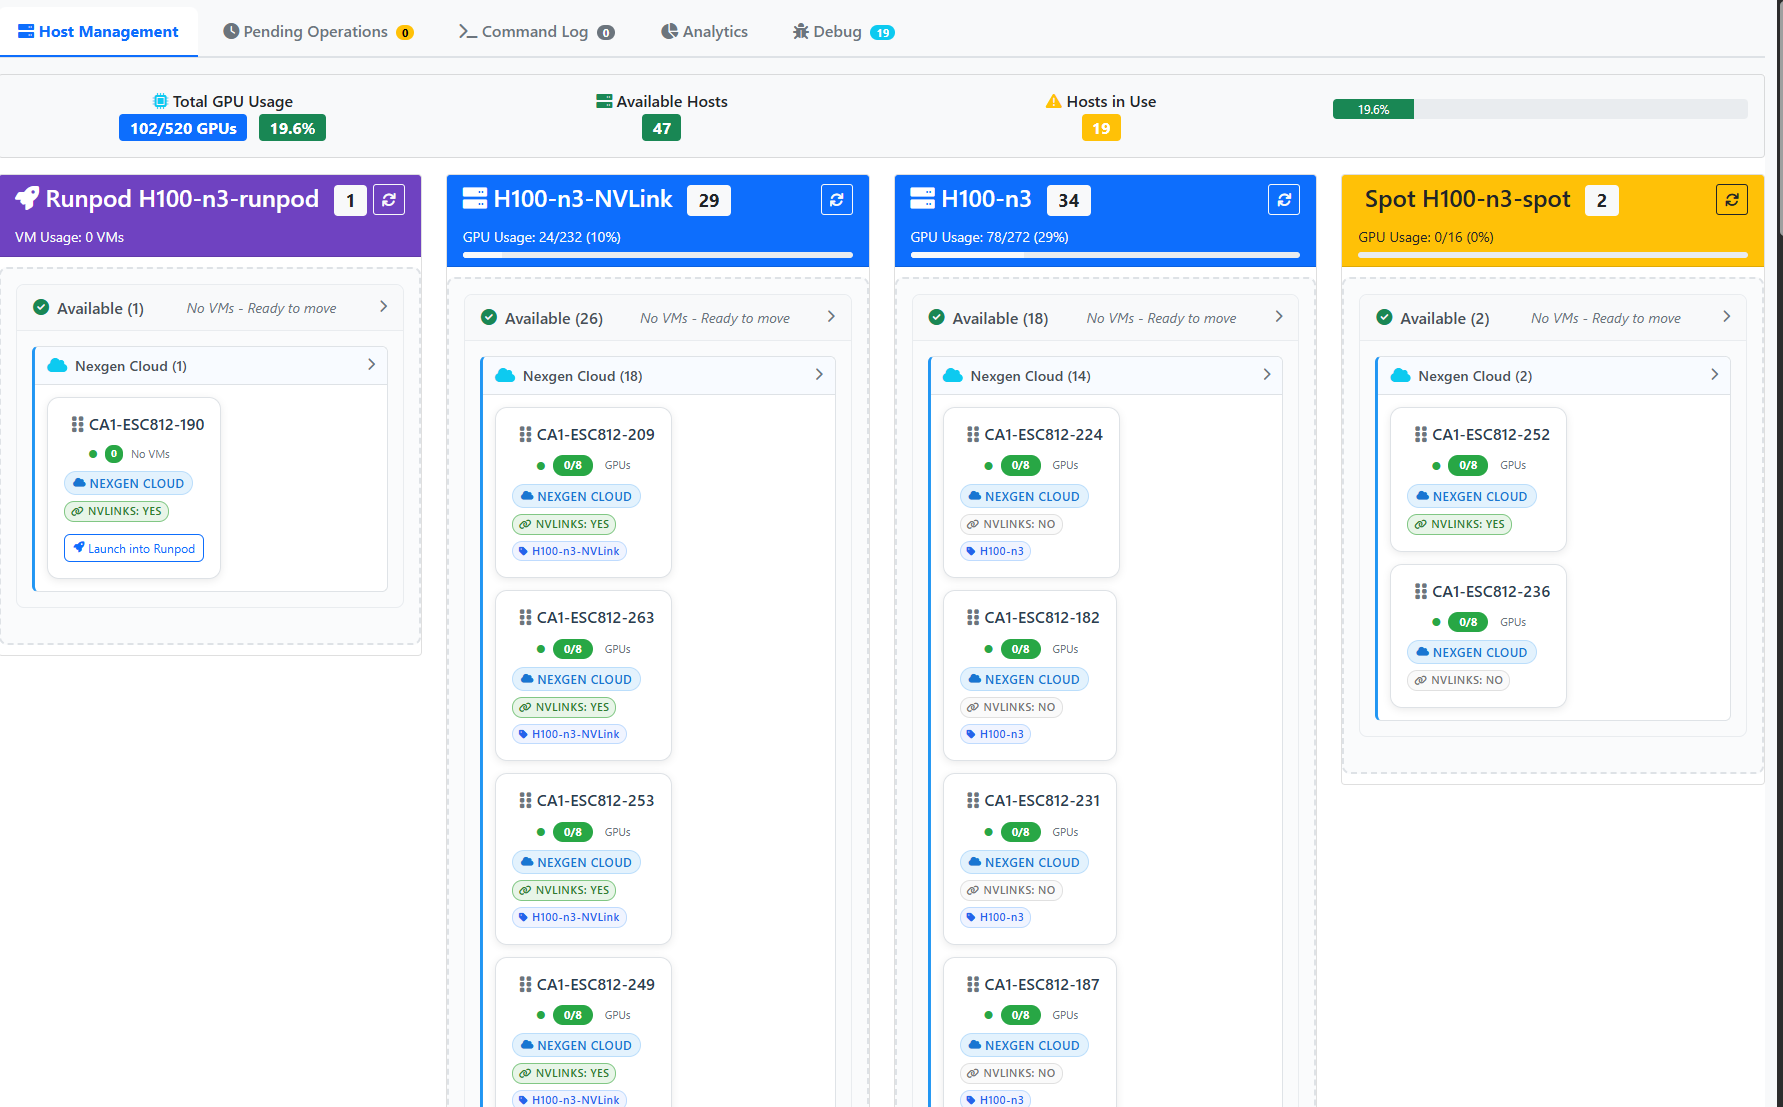 Host Management
Pending Operations 0
Command Log 0
Analytics
Debug 19
Total GPU Usage
102/520 GPUs 19.6%
Available Hosts
47
Hosts in Use
19
19.6%
Runpod H100-n3-runpod 1
VM Usage: 0 VMs
Available (1) No VMs - Ready to move
Nexgen Cloud (1)
CA1-ESC812-190
0 No VMs
NEXGEN CLOUD
NVLINKS: YES
Launch into Runpod
H100-n3-NVLink 29
GPU Usage: 24/232 (10%)
Available (26) No VMs - Ready to move
Nexgen Cloud (18)
CA1-ESC812-209
0/8 GPUs
NEXGEN CLOUD
NVLINKS: YES
H100-n3-NVLink
CA1-ESC812-263
0/8 GPUs
NEXGEN CLOUD
NVLINKS: YES
H100-n3-NVLink
CA1-ESC812-253
0/8 GPUs
NEXGEN CLOUD
NVLINKS: YES
H100-n3-NVLink
CA1-ESC812-249
0/8 GPUs
NEXGEN CLOUD
NVLINKS: YES
H100-n3-NVLink
H100-n3 34
GPU Usage: 78/272 (29%)
Available (18) No VMs - Ready to move
Nexgen Cloud (14)
CA1-ESC812-224
0/8 GPUs
NEXGEN CLOUD
NVLINKS: NO
H100-n3
CA1-ESC812-182
0/8 GPUs
NEXGEN CLOUD
NVLINKS: NO
H100-n3
CA1-ESC812-231
0/8 GPUs
NEXGEN CLOUD
NVLINKS: NO
H100-n3
CA1-ESC812-187
0/8 GPUs
NEXGEN CLOUD
NVLINKS: NO
H100-n3
Spot H100-n3-spot 2
GPU Usage: 0/16 (0%)
Available (2) No VMs - Ready to move
Nexgen Cloud (2)
CA1-ESC812-252
0/8 GPUs
NEXGEN CLOUD
NVLINKS: YES
CA1-ESC812-236
0/8 GPUs
NEXGEN CLOUD
NVLINKS: NO